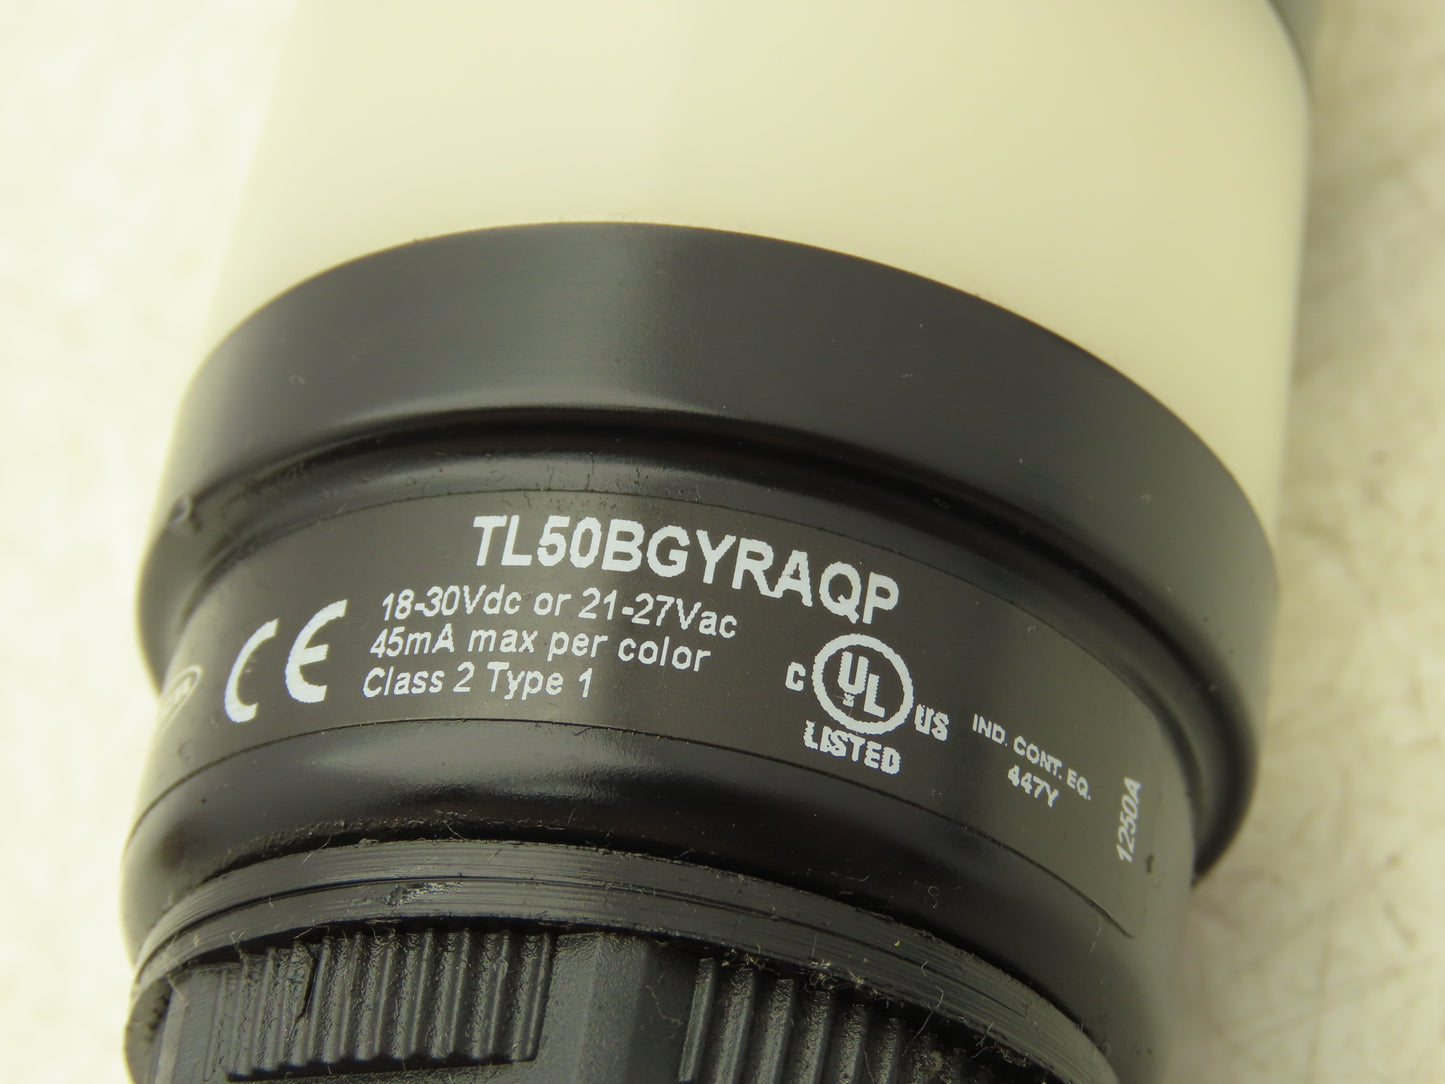 TL50BGYRAQP
18-30Vdc or 21-27Vac
45mA max per color
Class 2 Type 1
CE
C UL US
LISTED
IND. CONT. EQ.
447Y
1250A